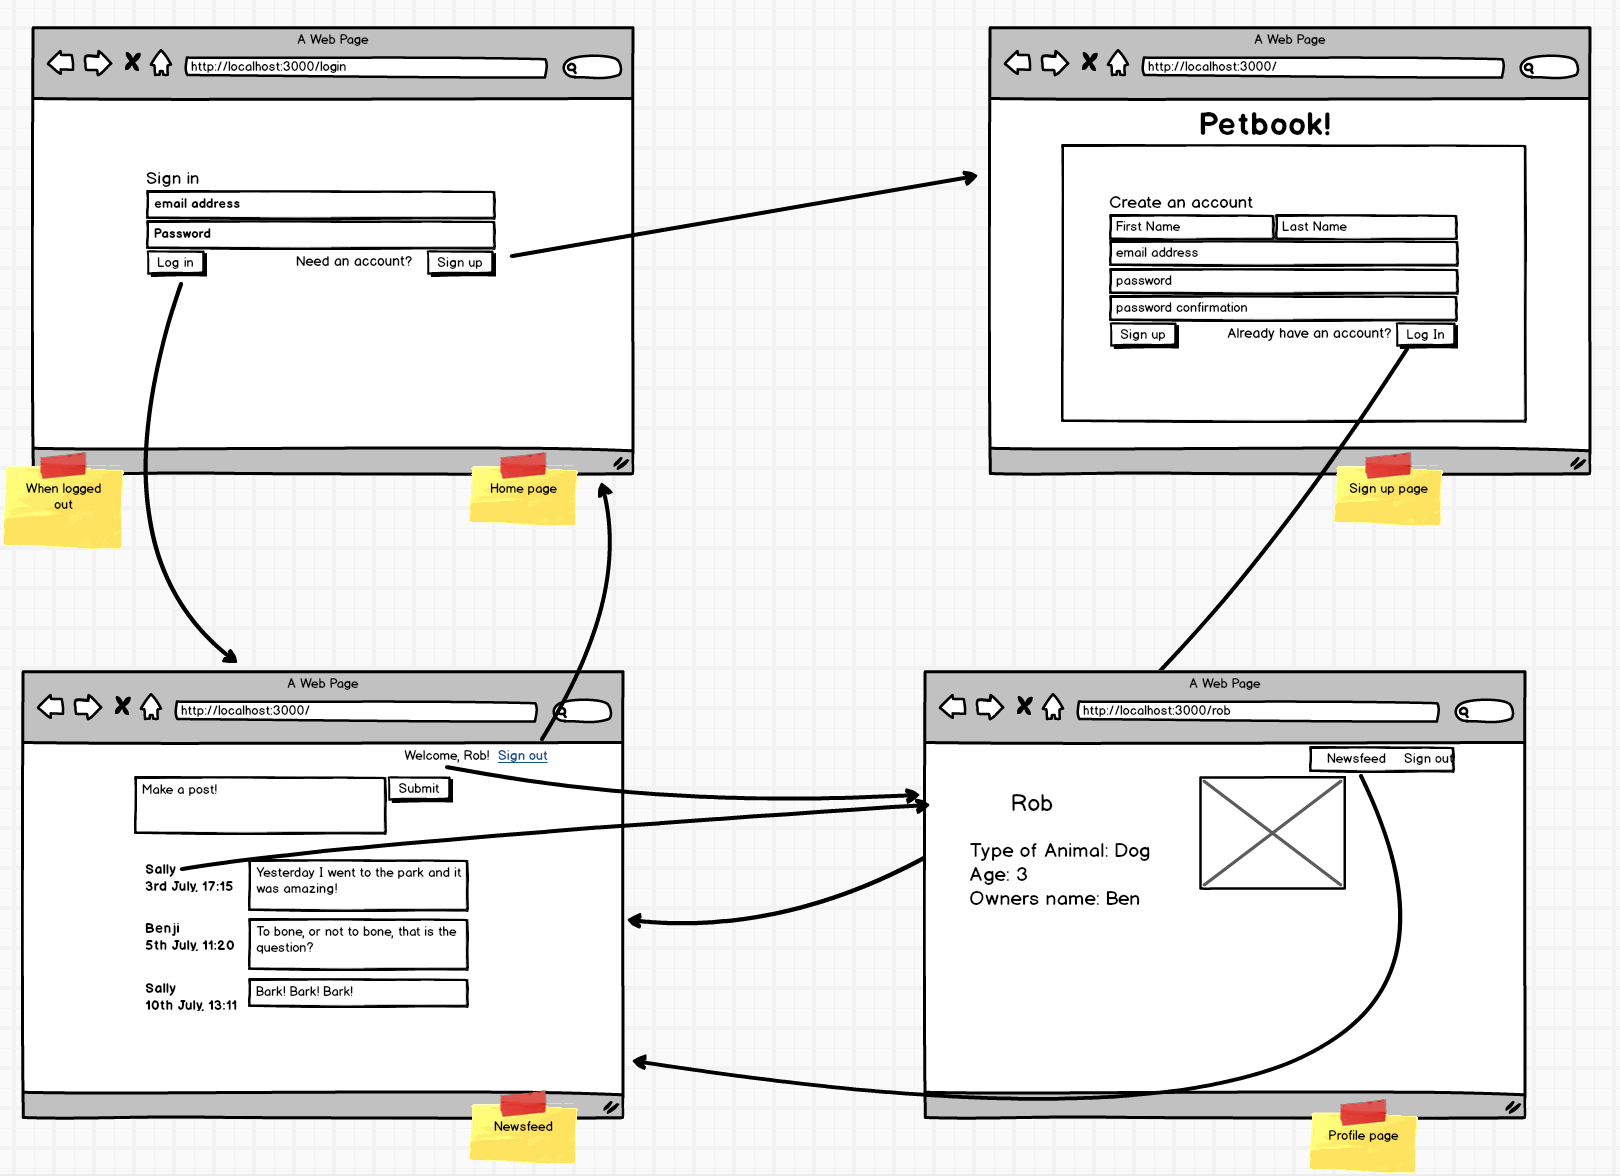 A Web Page
http://localhost:3000/login
Sign in
email address
Password
Log in Need an account? Sign up
When logged
out
Home page
A Web Page
http://localhost:3000/
Petbook!
Create an account
First Name Last Name
email address
password
password confirmation
Sign up Already have an account? Log In
Sign up page
A Web Page
http://localhost:3000/
Welcome, Rob! Sign out
Make a post! Submit
Sally
3rd July, 17:15
Yesterday I went to the park and it
was amazing!
Benji
5th July, 11:20
To bone, or not to bone, that is the
question?
Sally
10th July, 13:11
Bark! Bark! Bark!
Newsfeed
A Web Page
http://localhost:3000/rob
Newsfeed Sign out
Rob
Type of Animal: Dog
Age: 3
Owners name: Ben
Profile page